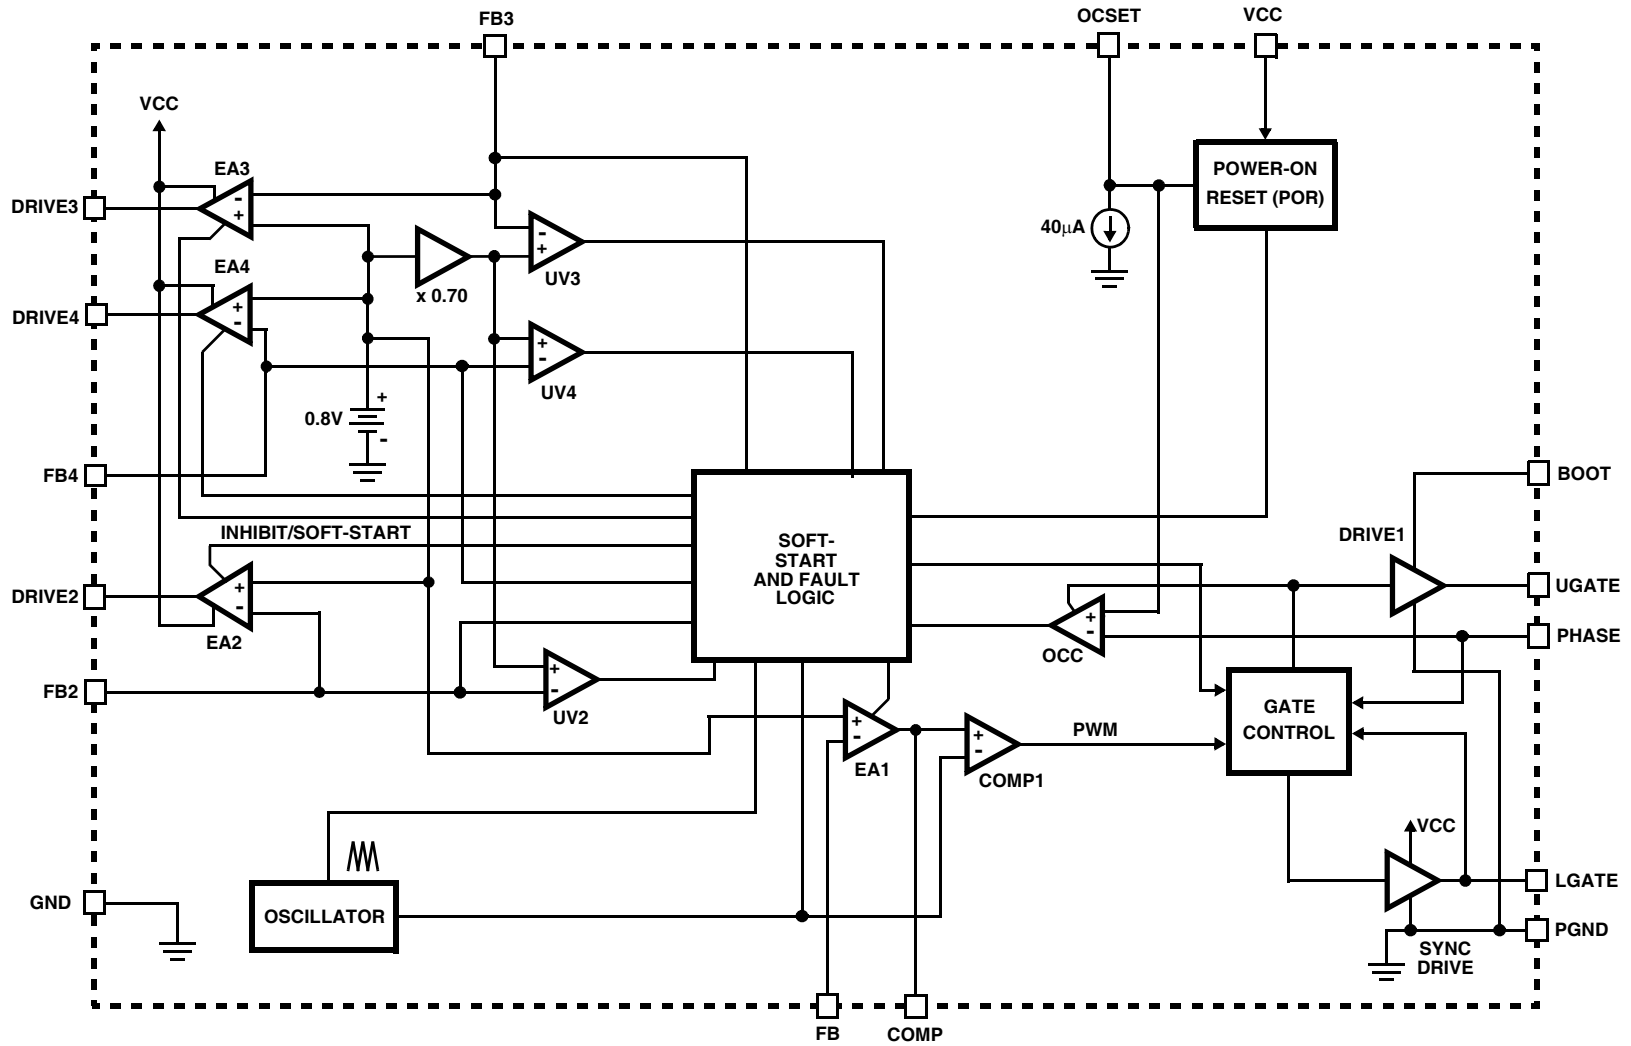 FB3
OCSET
VCC
VCC
EA3
-
+
DRIVE3
POWER-ON
RESET (POR)
40μA
-
+
UV3
x 0.70
EA4
+
-
DRIVE4
+
-
UV4
0.8V
+
-
FB4
BOOT
INHIBIT/SOFT-START
SOFT-
START
AND FAULT
LOGIC
DRIVE1
DRIVE2
+
-
EA2
UGATE
+
-
OCC
PHASE
FB2
+
-
UV2
+
-
EA1
+
-
COMP1
PWM
GATE
CONTROL
VCC
LGATE
GND
OSCILLATOR
PGND
SYNC
DRIVE
FB
COMP